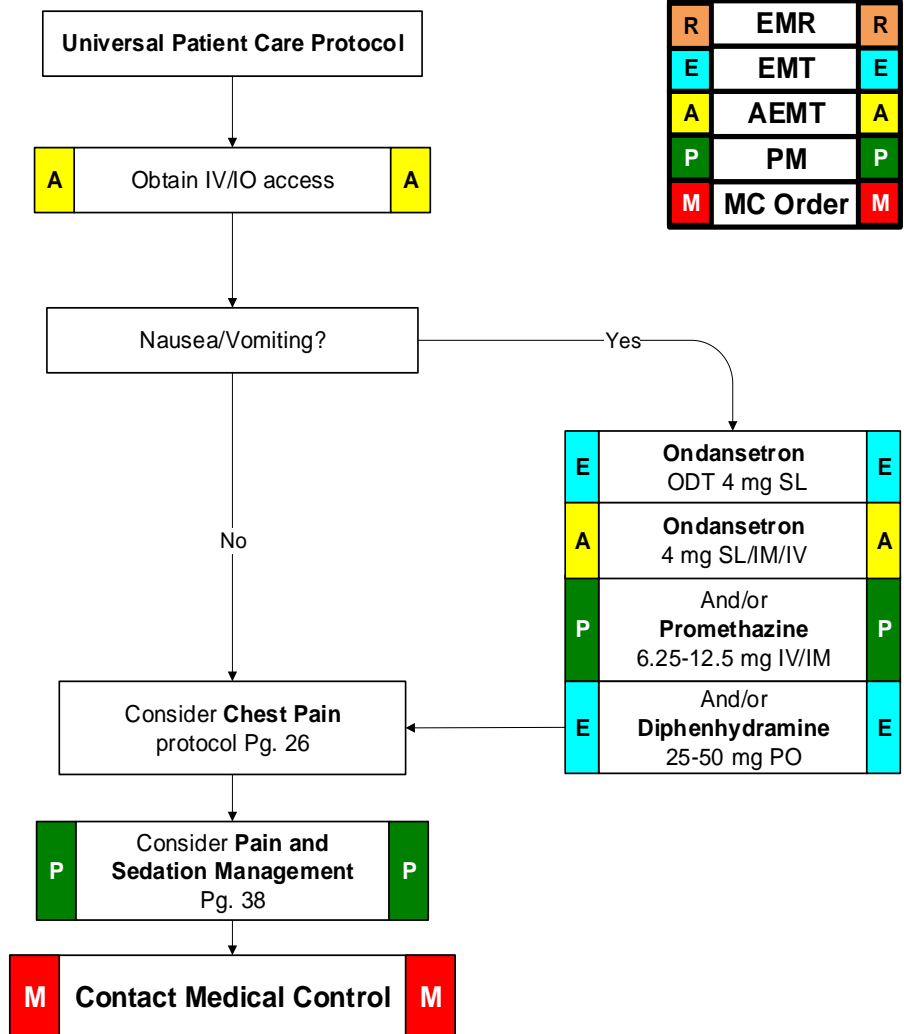 Universal Patient Care Protocol
R EMR R
E EMT E
A AEMT A
P PM P
M MC Order M
A Obtain IV/IO access A
Nausea/Vomiting?
Yes
No
E Ondansetron E
ODT 4 mg SL
A Ondansetron A
4 mg SL/IM/IV
And/or
P Promethazine P
6.25-12.5 mg IV/IM
And/or
E Diphenhydramine E
25-50 mg PO
Consider Chest Pain
protocol Pg. 26
Consider Pain and
P Sedation Management P
Pg. 38
M Contact Medical Control M